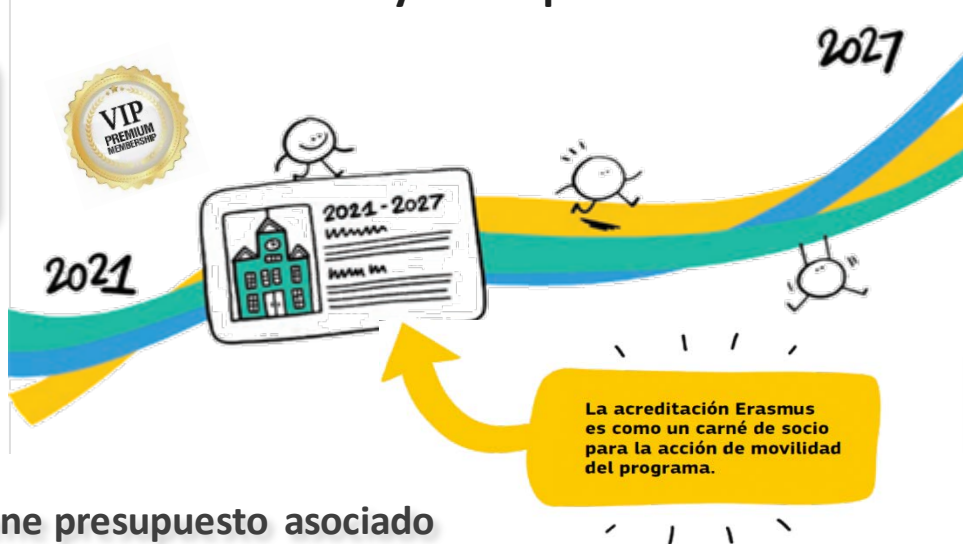 2027
VIP
PREMIUM
MEMBERSHIP
2021-2027
2021
La acreditación Erasmus
es como un carné de socio
para la acción de movilidad
del programa.
ne presupuesto asociado